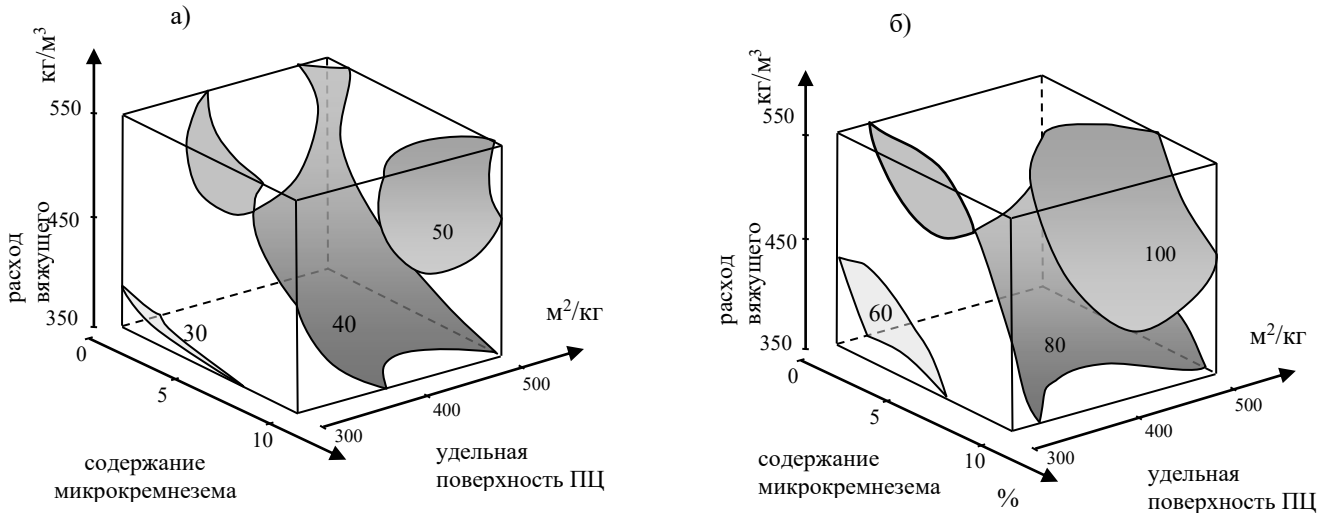 а)
кг/м³
550
450
350
расход
вяжущего
0
5
10
содержание
микрокремнезема
300
400
500
м²/кг
удельная
поверхность ПЦ
30
40
50
б)
кг/м³
550
450
350
расход
вяжущего
0
5
10
%
содержание
микрокремнезема
300
400
500
м²/кг
удельная
поверхность ПЦ
60
80
100